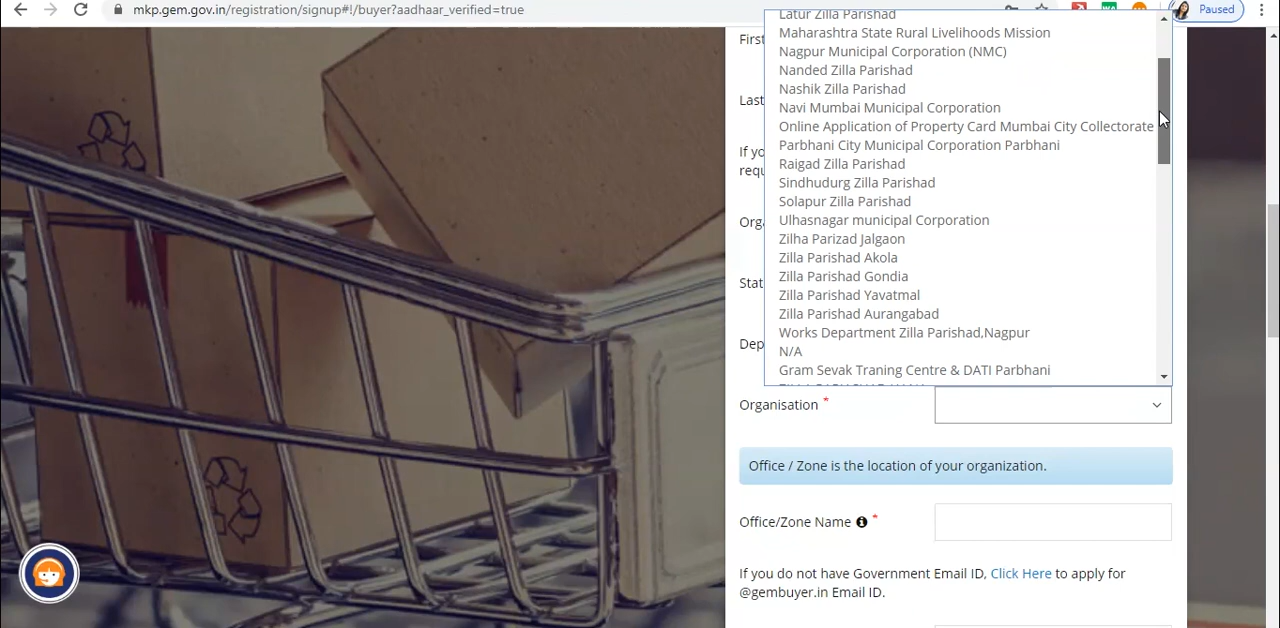 mkp.gem.gov.in/registration/signup#!/buyer?aadhaar_verified=true
Paused
First
Last
If yo
requ
Orga
Stat
Dep
Latur Zilla Parishad
Maharashtra State Rural Livelihoods Mission
Nagpur Municipal Corporation (NMC)
Nanded Zilla Parishad
Nashik Zilla Parishad
Navi Mumbai Municipal Corporation
Online Application of Property Card Mumbai City Collectorate
Parbhani City Municipal Corporation Parbhani
Raigad Zilla Parishad
Sindhudurg Zilla Parishad
Solapur Zilla Parishad
Ulhasnagar municipal Corporation
Zilha Parizad Jalgaon
Zilla Parishad Akola
Zilla Parishad Gondia
Zilla Parishad Yavatmal
Zilla Parishad Aurangabad
Works Department Zilla Parishad,Nagpur
N/A
Gram Sevak Traning Centre & DATI Parbhani
Organisation *
Office / Zone is the location of your organization.
Office/Zone Name *
If you do not have Government Email ID, Click Here to apply for
@gembuyer.in Email ID.